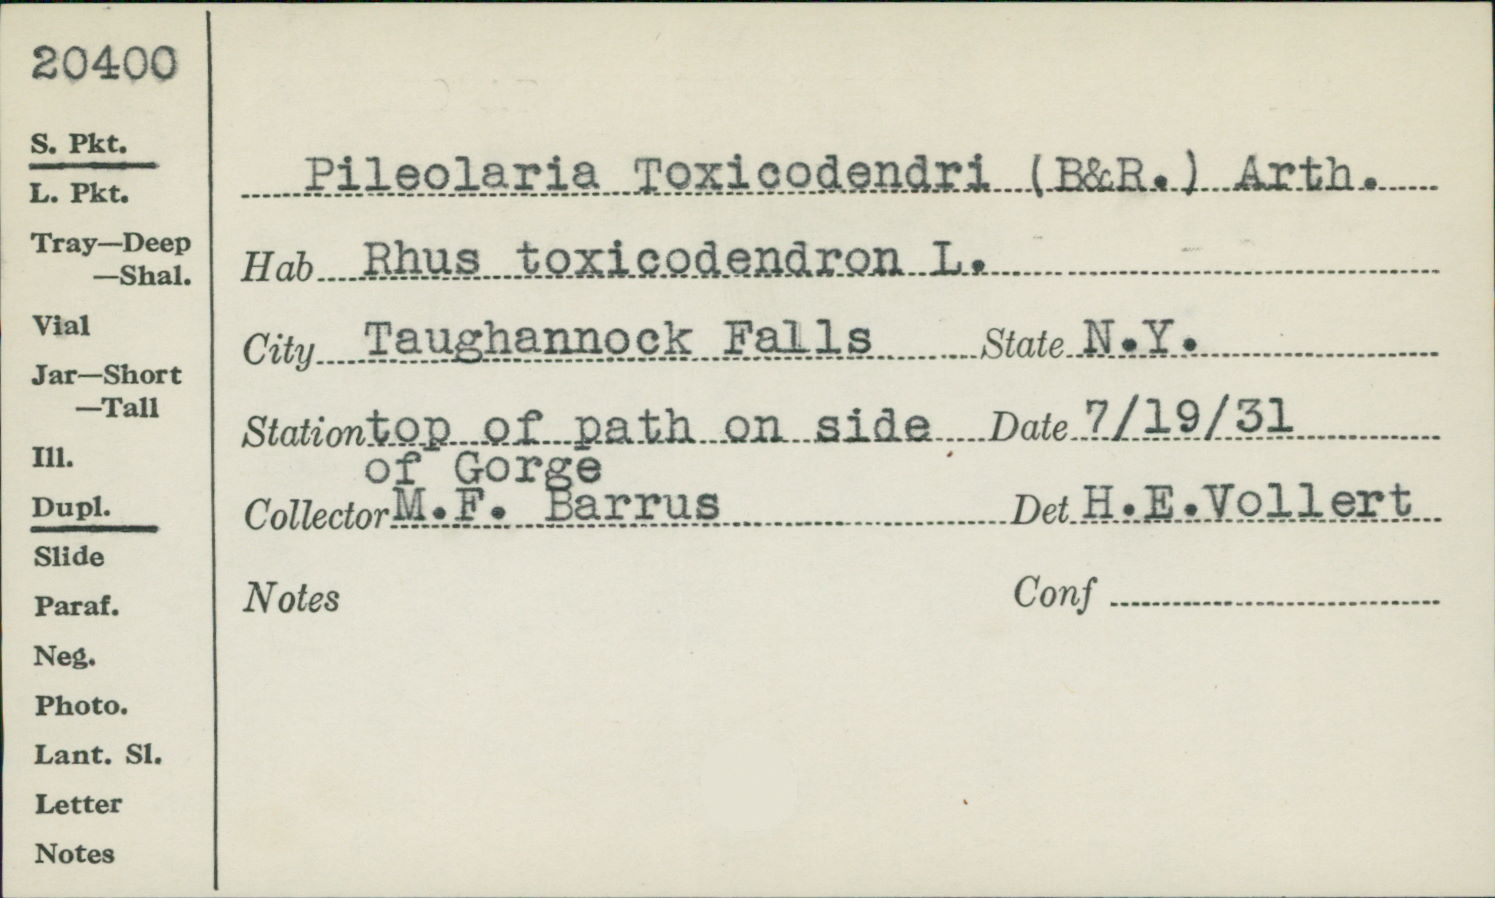 20400
S. Pkt.
L. Pkt.
Tray—Deep
—Shal.
Vial
Jar—Short
—Tall
Ill.
Dupl.
Slide
Paraf.
Neg.
Photo.
Lant. Sl.
Letter
Notes
Pileolaria Toxicodendri (B&R.) Arth.
Hab Rhus toxicodendron L.
City Taughannock Falls State N.Y.
Station top of path on side Date 7/19/31
of Gorge
Collector M.F. Barrus Det H.E.Vollert
Notes Conf